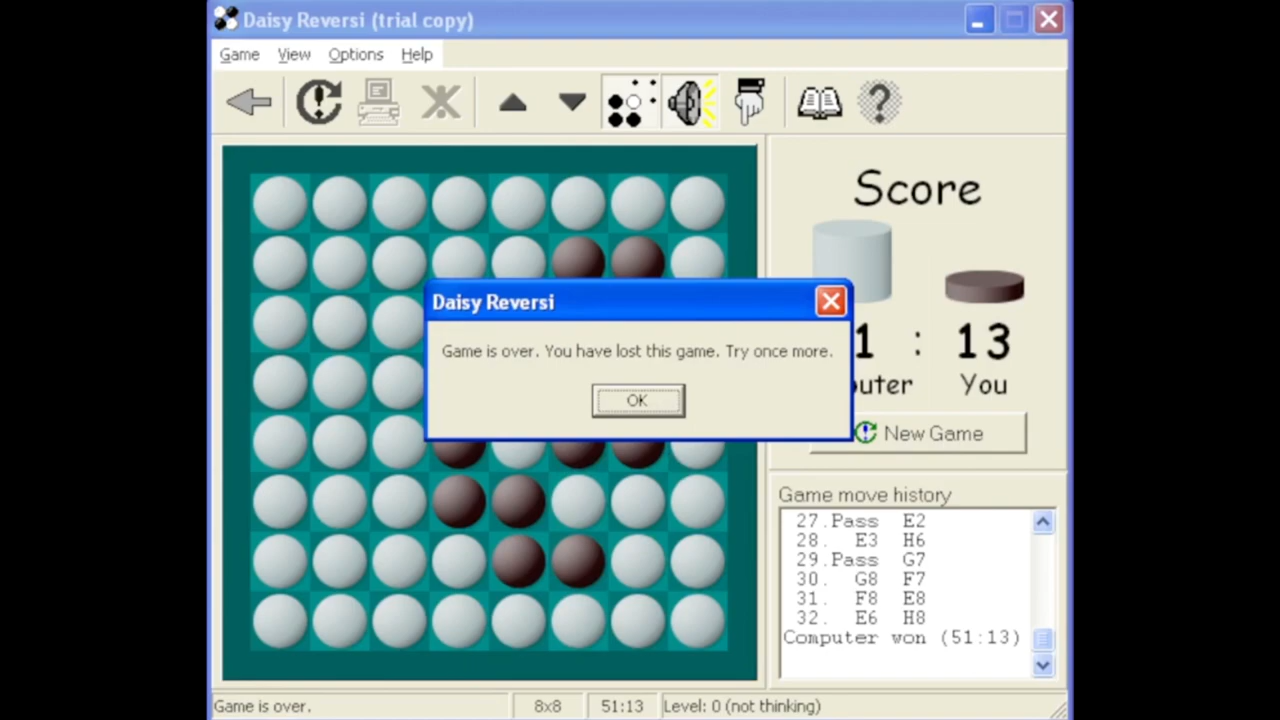 Daisy Reversi (trial copy)
Game View Options Help
Score
1 : 13
You
Daisy Reversi
Game is over. You have lost this game. Try once more.
OK
New Game
Game move history
27.Pass E2
28. E3 H6
29.Pass G7
30. G8 F7
31. F8 E8
32. E6 H8
Computer won (51:13)
Game is over. 8x8 51:13 Level: 0 (not thinking)